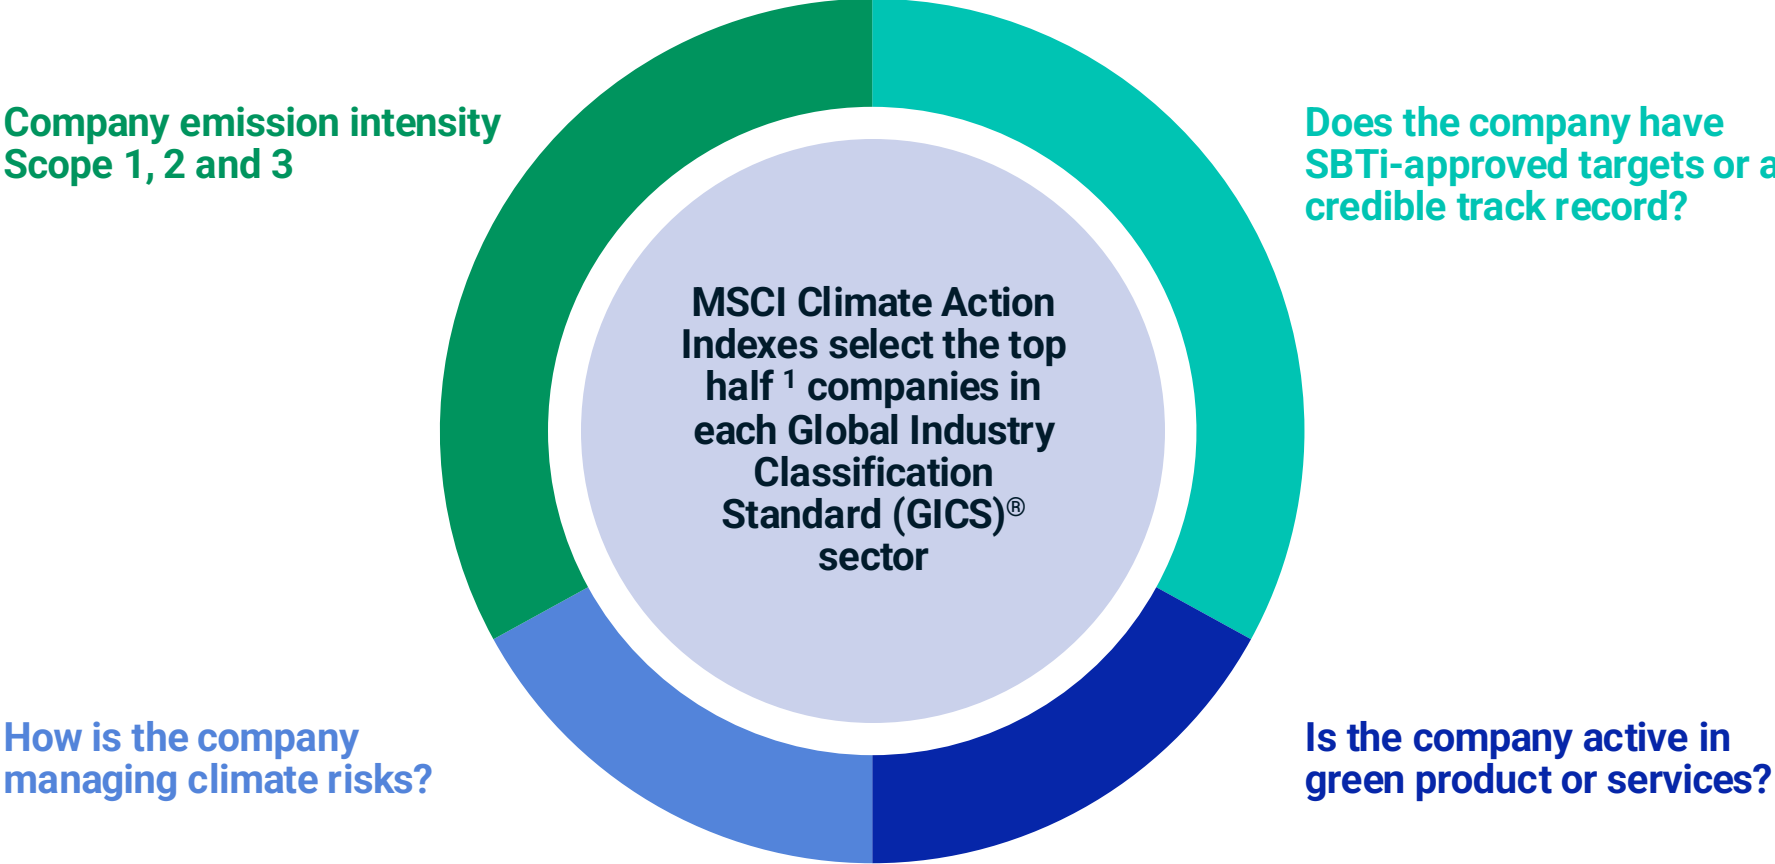 Company emission intensity
Scope 1, 2 and 3
Does the company have
SBTi-approved targets or a
credible track record?
MSCI Climate Action
Indexes select the top
half ¹ companies in
each Global Industry
Classification
Standard (GICS)®
sector
How is the company
managing climate risks?
Is the company active in
green product or services?